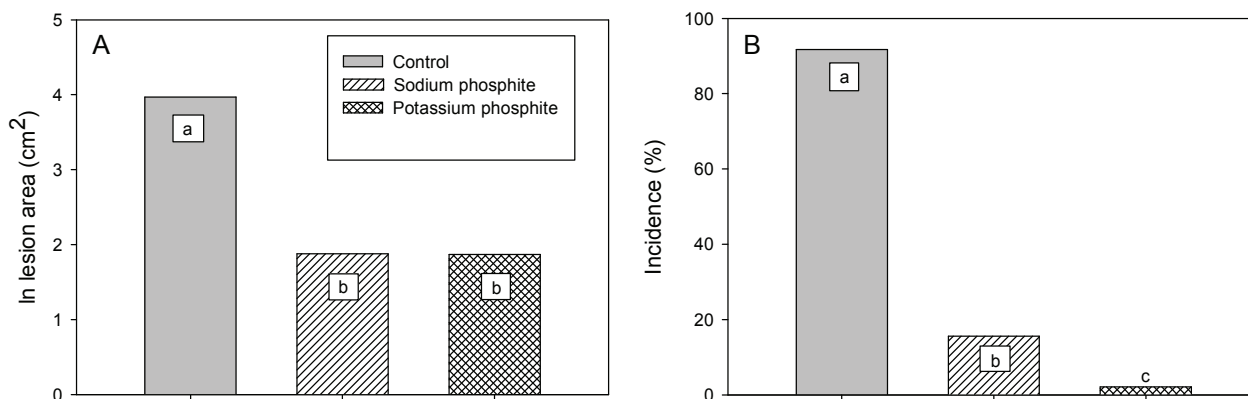 A
ln lesion area (cm²)
5
4
3
2
1
0
Control
Sodium phosphite
Potassium phosphite
a
b
b
B
Incidence (%)
100
80
60
40
20
0
a
b
c